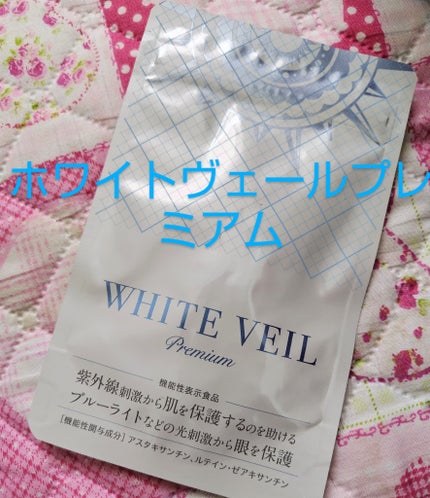 ホワイトヴェールプレ
ミアム
WHITE VEIL
Premium
機能性表示食品
紫外線刺激から肌を保護するのを助ける
ブルーライトなどの光刺激から眼を保護
［機能性関与成分］アスタキサンチン、ルテイン・ゼアキサンチン